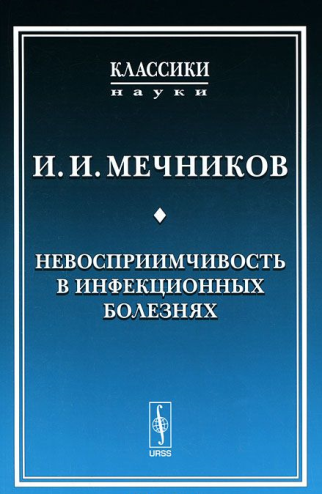 КЛАССИКИ
науки
И. И. МЕЧНИКОВ
НЕВОСПРИИМЧИВОСТЬ
В ИНФЕКЦИОННЫХ
БОЛЕЗНЯХ
URSS